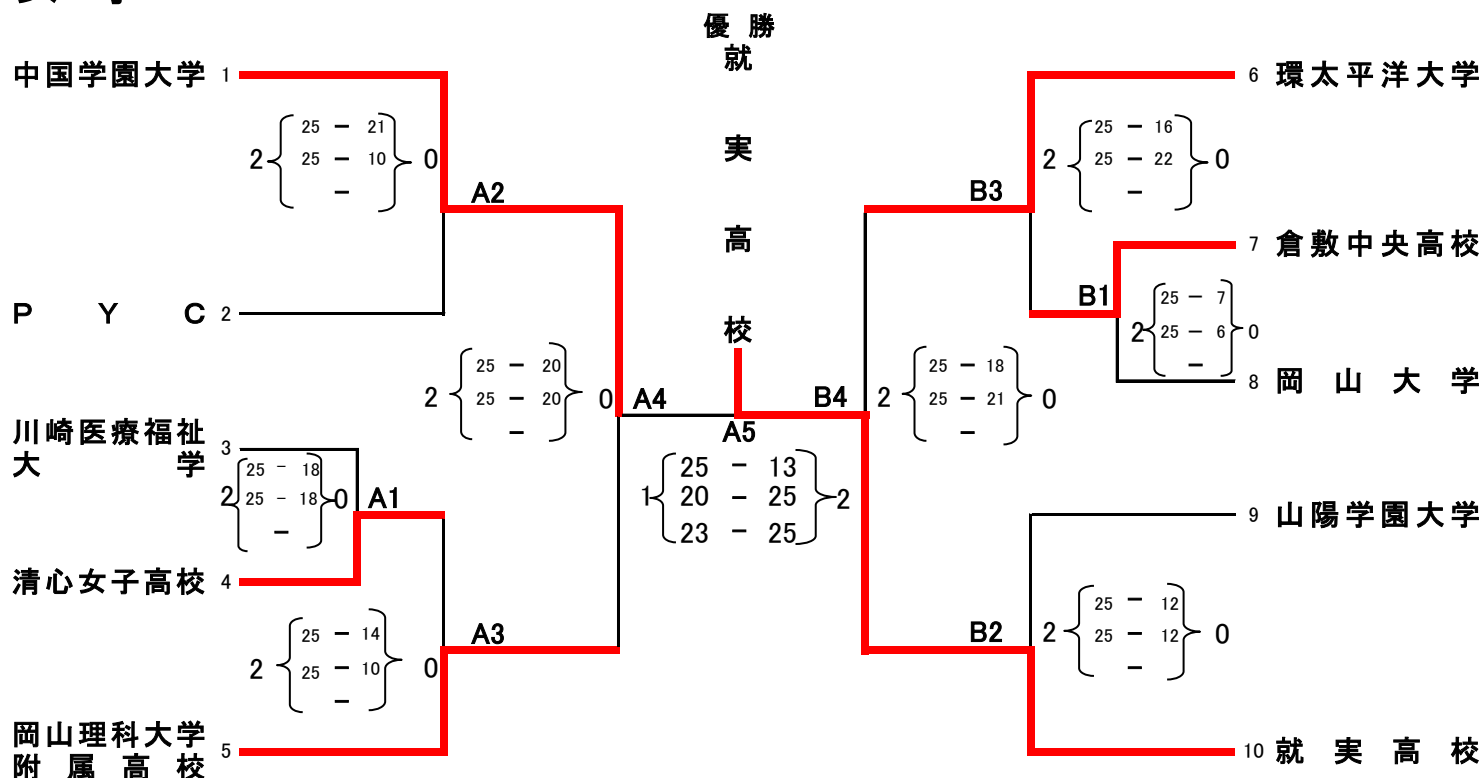 優勝
就実高校
中国学園大学 1
25 － 21
2 25 － 10 0
－
A2
ＰＹＣ 2
川崎医療福祉
大学 3
25 － 18
2 25 － 18 0
－
A1
清心女子高校 4
25 － 14
2 25 － 10 0
－
A3
岡山理科大学
附属高校 5
25 － 20
2 25 － 20 0
－
A4
A5
25 － 13
1 20 － 25 2
23 － 25
B4
25 － 18
2 25 － 21 0
－
B3
6 環太平洋大学
25 － 16
2 25 － 22 0
－
7 倉敷中央高校
B1
25 － 7
2 25 － 6 0
－
8 岡山大学
9 山陽学園大学
B2
25 － 12
2 25 － 12 0
－
10 就実高校